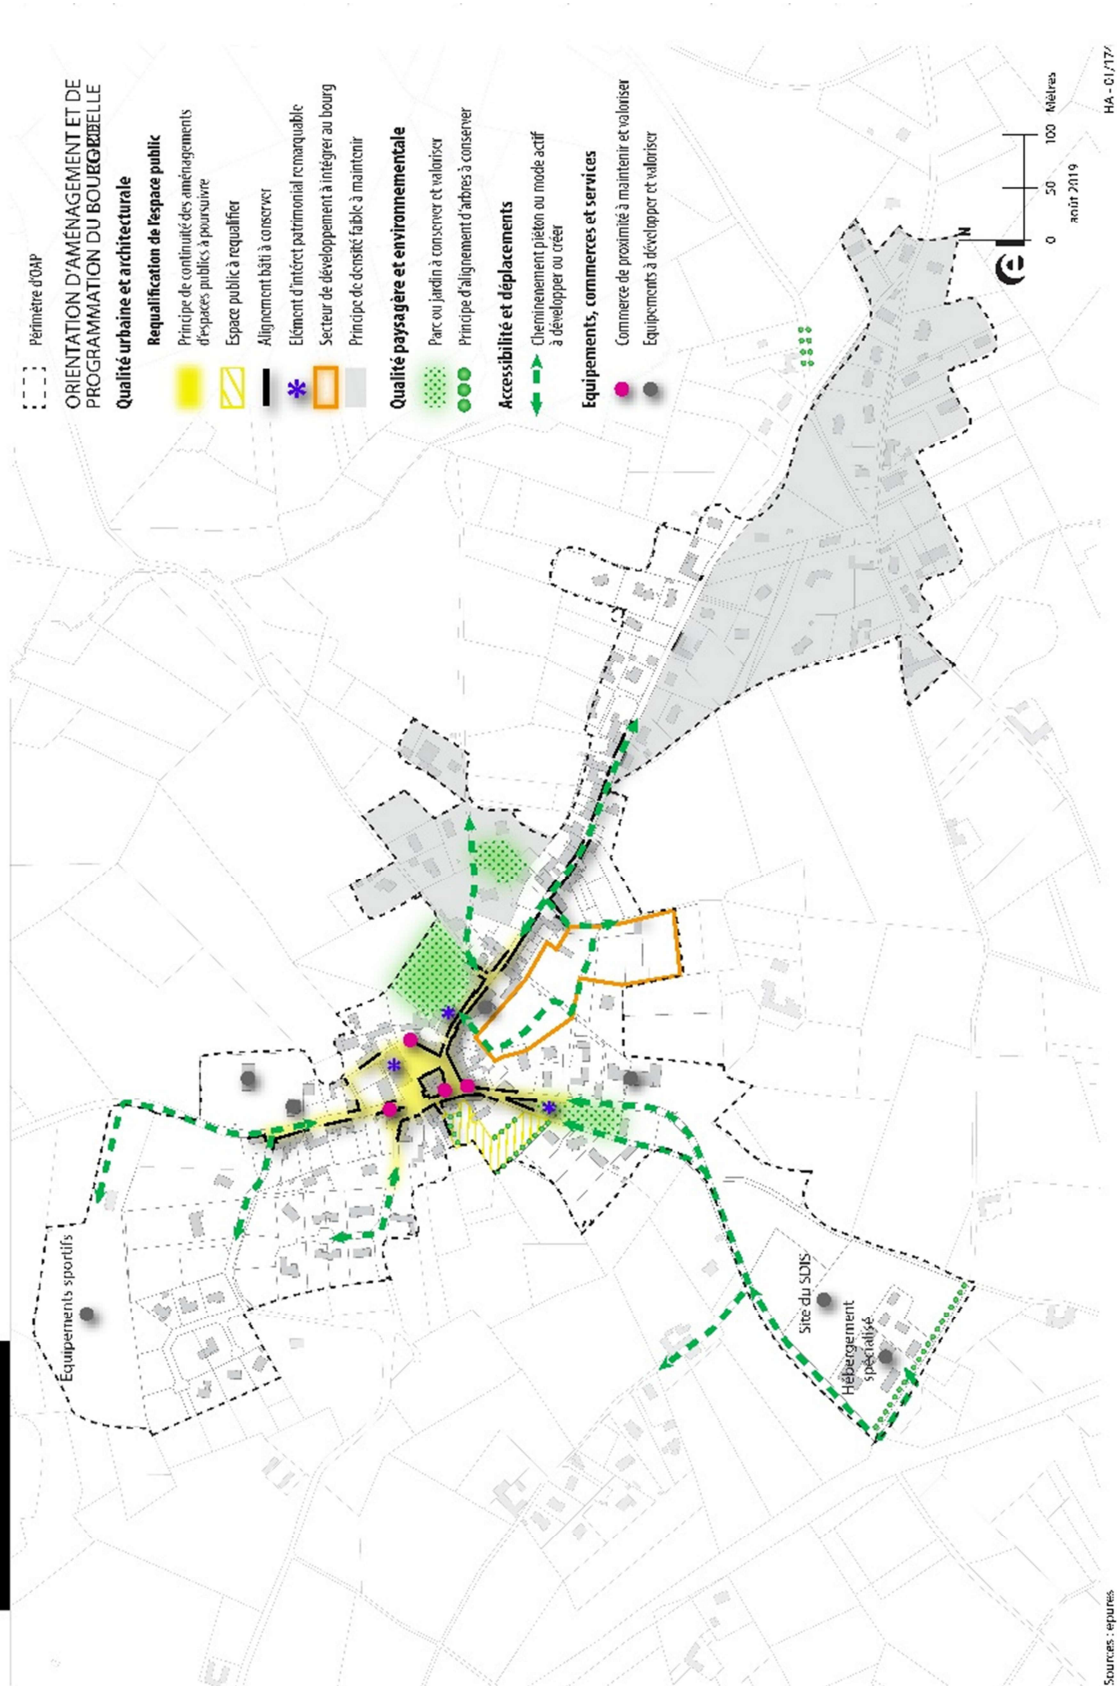 Périmètre d'OAP
ORIENTATION D'AMÉNAGEMENT ET DE
PROGRAMMATION DU BOURG DE
Qualité urbaine et architecturale
Requalification de l'espace public
Principe de continuité des aménagements
d'espaces publics à poursuivre
Espace public à requalifier
Alignement bâti à conserver
Elément d'intéret patrimonial remarquable
Secteur de développement à intégrer au bourg
Principe de densité faible à maintenir
Qualité paysagère et environnementale
Parc ou jardin à conserver et valoriser
Principe d'alignement d'arbres à conserver
Accessibilité et déplacements
Cheminenement piéton ou mode actif
à développer ou créer
Equipements, commerces et services
Commerce de proximité à maintenir et valoriser
Equipements à développer et valoriser
Equipements sportifs
Site du SDIS
Hébergement
spécialisé
N
0 50 100 Mètres
août 2019
Sources : epures